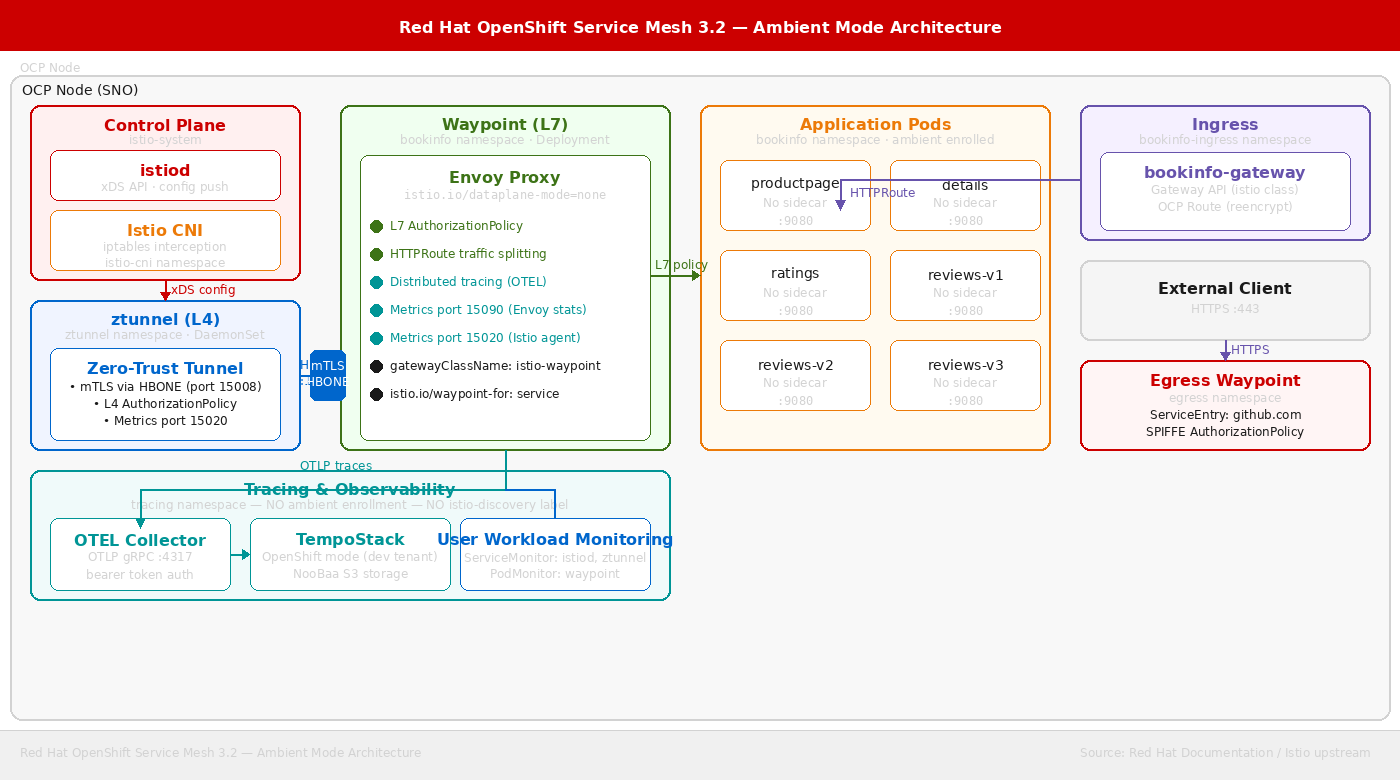 Red Hat OpenShift Service Mesh 3.2 — Ambient Mode Architecture
OCP Node
OCP Node (SNO)
Control Plane
istio-system
istiod
xDS API · config push
Istio CNI
iptables interception
istio-cni namespace
xDS config
ztunnel (L4)
ztunnel namespace · DaemonSet
Zero-Trust Tunnel
• mTLS via HBONE (port 15008)
• L4 AuthorizationPolicy
• Metrics port 15020
mTLS
HBONE
Waypoint (L7)
bookinfo namespace · Deployment
Envoy Proxy
istio.io/dataplane-mode=none
L7 AuthorizationPolicy
HTTPRoute traffic splitting
Distributed tracing (OTEL)
Metrics port 15090 (Envoy stats)
Metrics port 15020 (Istio agent)
gatewayClassName: istio-waypoint
istio.io/waypoint-for: service
L7 policy
Application Pods
bookinfo namespace · ambient enrolled
productpage
No sidecar
:9080
details
No sidecar
:9080
HTTPRoute
ratings
No sidecar
:9080
reviews-v1
No sidecar
:9080
reviews-v2
No sidecar
:9080
reviews-v3
No sidecar
:9080
Ingress
bookinfo-ingress namespace
bookinfo-gateway
Gateway API (istio class)
OCP Route (reencrypt)
External Client
HTTPS :443
HTTPS
Egress Waypoint
egress namespace
ServiceEntry: github.com
SPIFFE AuthorizationPolicy
OTLP traces
Tracing & Observability
tracing namespace — NO ambient enrollment — NO istio-discovery label
OTEL Collector
OTLP gRPC :4317
bearer token auth
TempoStack
OpenShift mode (dev tenant)
NooBaa S3 storage
User Workload Monitoring
ServiceMonitor: istiod, ztunnel
PodMonitor: waypoint
Red Hat OpenShift Service Mesh 3.2 — Ambient Mode Architecture
Source: Red Hat Documentation / Istio upstream